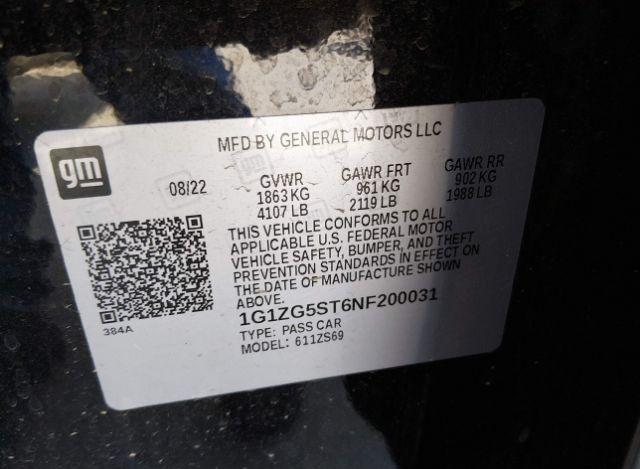 MFD BY GENERAL MOTORS LLC
gm
08/22 GVWR GAWR FRT GAWR RR
1863 KG 961 KG 902 KG
4107 LB 2119 LB 1988 LB
THIS VEHICLE CONFORMS TO ALL
APPLICABLE U.S. FEDERAL MOTOR
VEHICLE SAFETY, BUMPER, AND THEFT
PREVENTION STANDARDS IN EFFECT ON
THE DATE OF MANUFACTURE SHOWN
ABOVE.
384A
1G1ZG5ST6NF200031
TYPE: PASS CAR
MODEL: 611ZS69